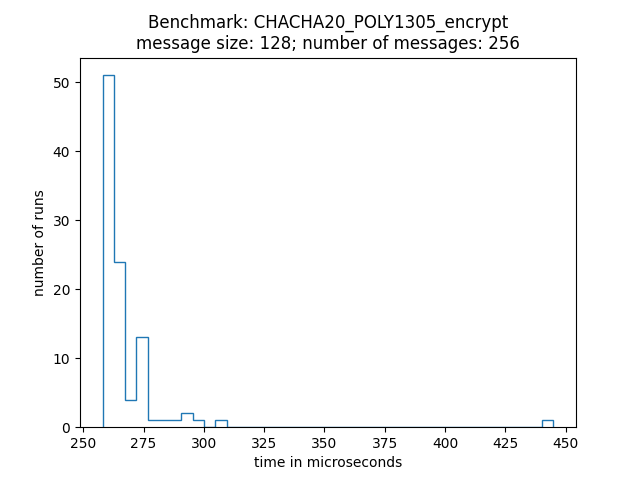 Benchmark: CHACHA20_POLY1305_encrypt
message size: 128; number of messages: 256
50
40
30
20
10
0
number of runs
250 275 300 325 350 375 400 425 450
time in microseconds